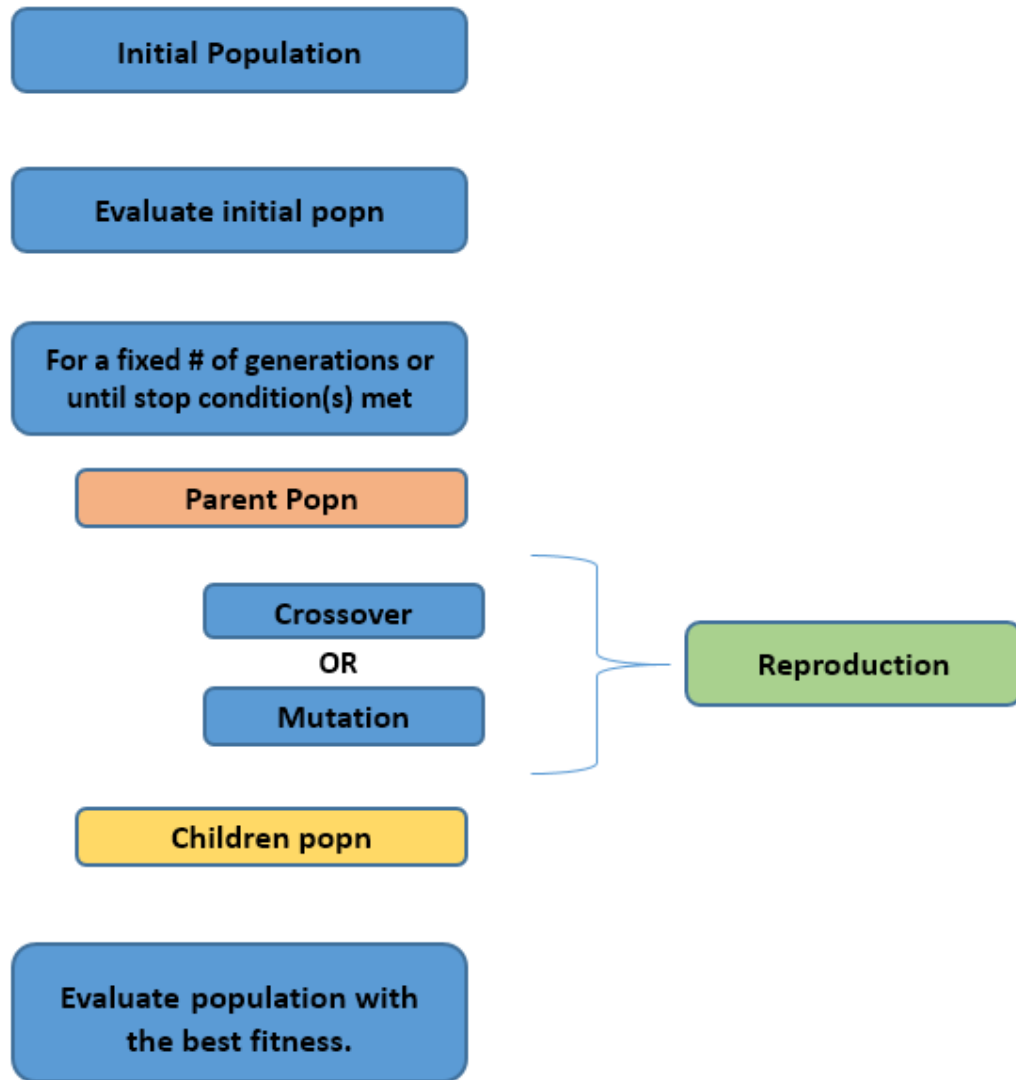 Initial Population
Evaluate initial popn
For a fixed # of generations or
until stop condition(s) met
Parent Popn
Crossover
OR
Mutation
Reproduction
Children popn
Evaluate population with
the best fitness.